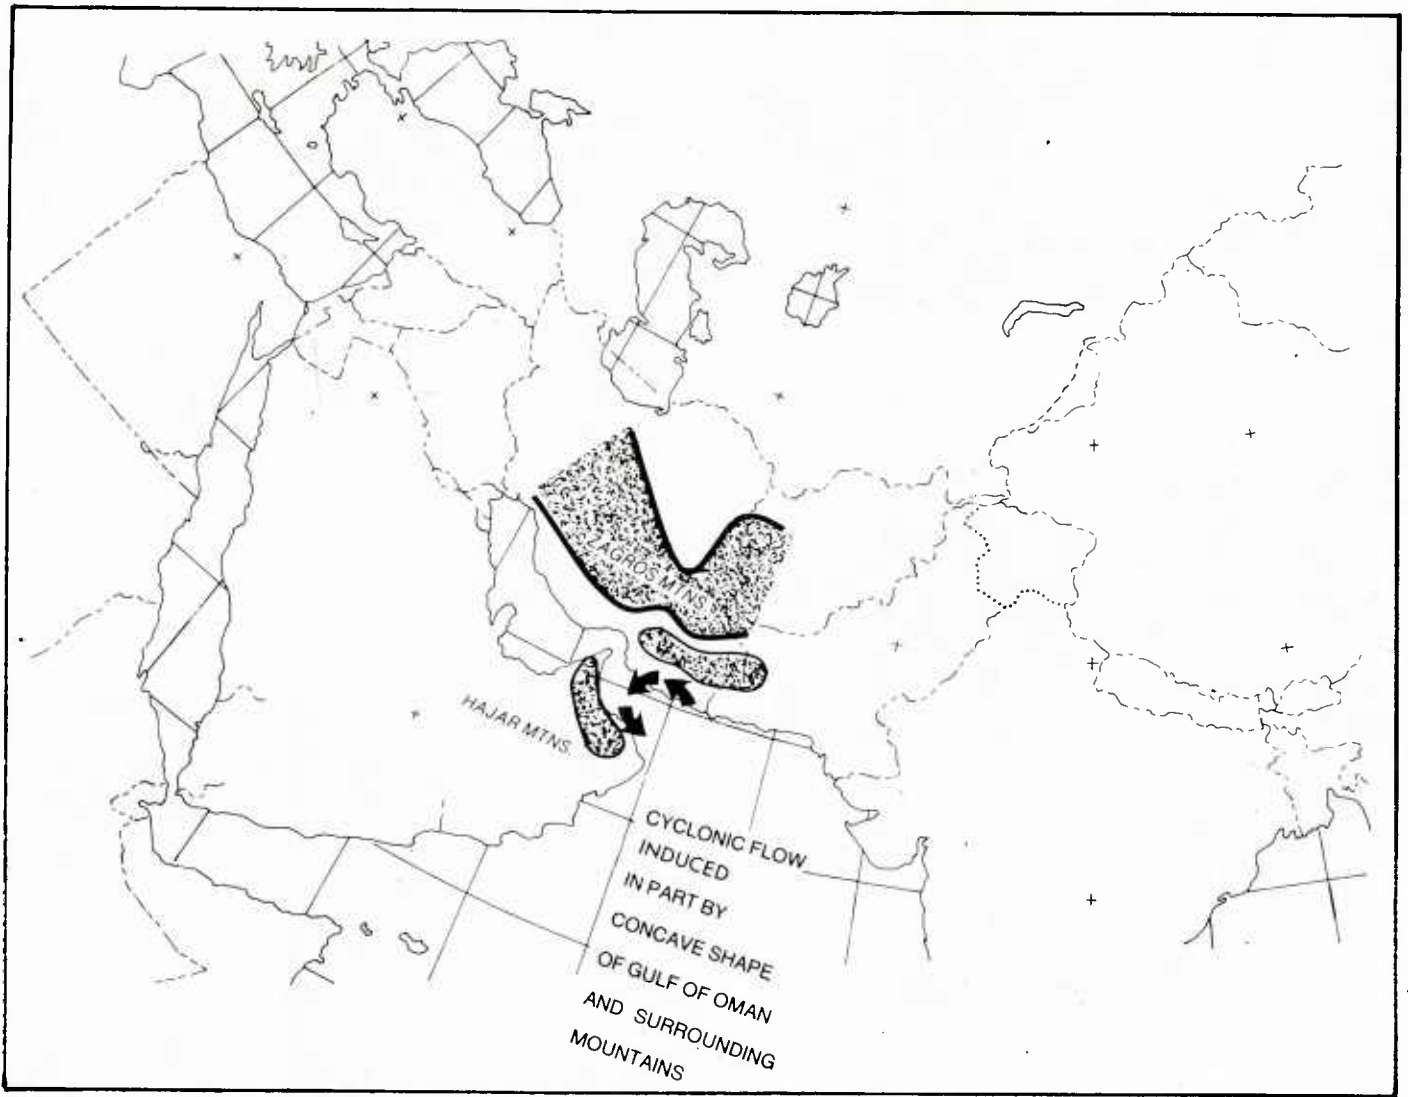 ZAGROS MTNS
HAJAR MTNS.
CYCLONIC FLOW
INDUCED
IN PART BY
CONCAVE SHAPE
OF GULF OF OMAN
AND SURROUNDING
MOUNTAINS